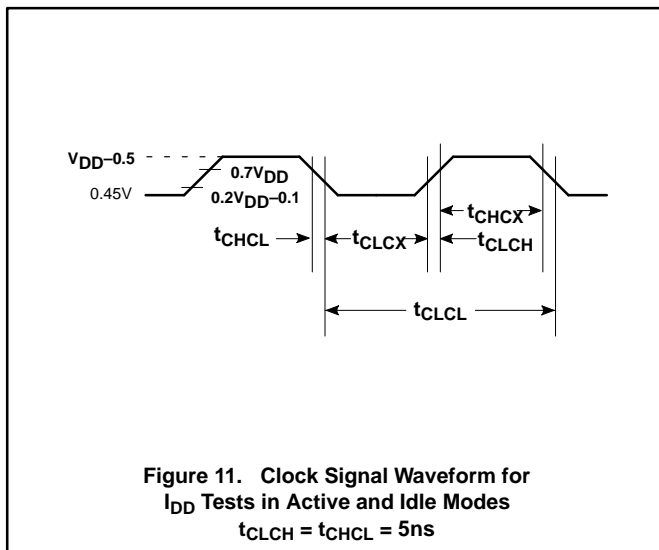 VDD–0.5
0.7VDD
0.45V
0.2VDD–0.1
tCHCX
tCHCL
tCLCX
tCLCH
tCLCL
Figure 11. Clock Signal Waveform for
IDD Tests in Active and Idle Modes
tCLCH = tCHCL = 5ns